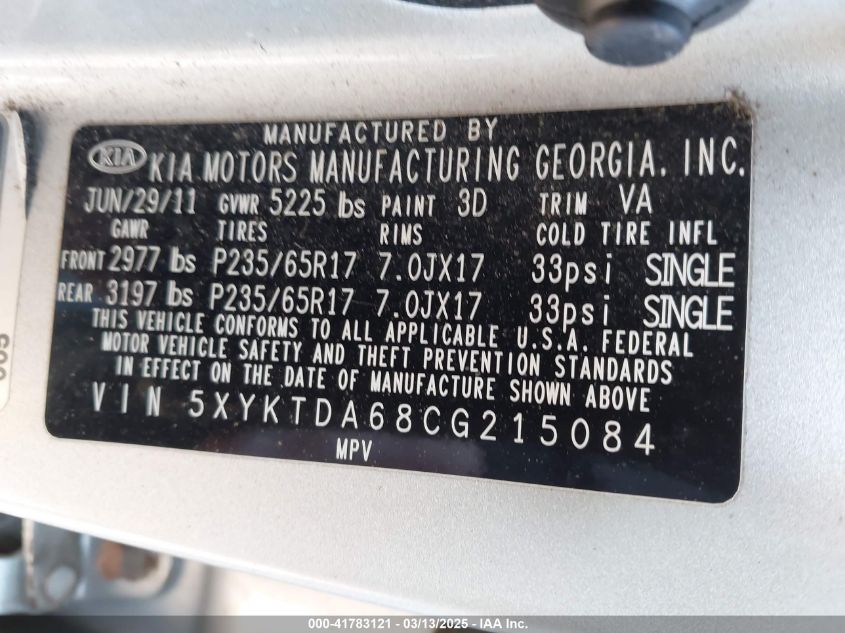 MANUFACTURED BY
KIA KIA MOTORS MANUFACTURING GEORGIA. INC.
JUN/29/11 GVWR 5225 lbs PAINT 3D TRIM VA
GAWR TIRES RIMS COLD TIRE INFL
FRONT 2977 lbs P235/65R17 7.0JX17 33psi SINGLE
REAR 3197 lbs P235/65R17 7.0JX17 33psi SINGLE
THIS VEHICLE CONFORMS TO ALL APPLICABLE U.S.A. FEDERAL
MOTOR VEHICLE SAFETY AND THEFT PREVENTION STANDARDS
IN EFFECT ON THE DATE OF MANUFACTURE SHOWN ABOVE
VIN 5XYKTDA68CG215084
MPV
000-41783121 - 03/13/2025 - IAA Inc.